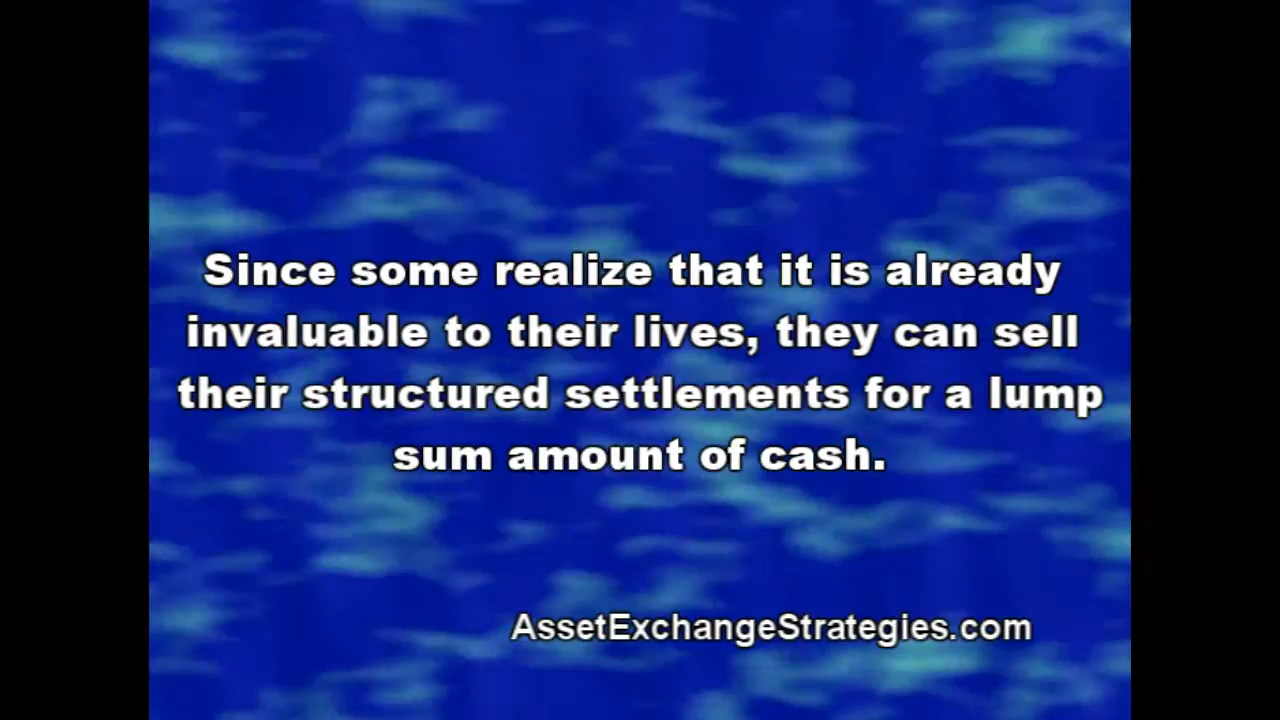 Since some realize that it is already
invaluable to their lives, they can sell
their structured settlements for a lump
sum amount of cash.
AssetExchangeStrategies.com